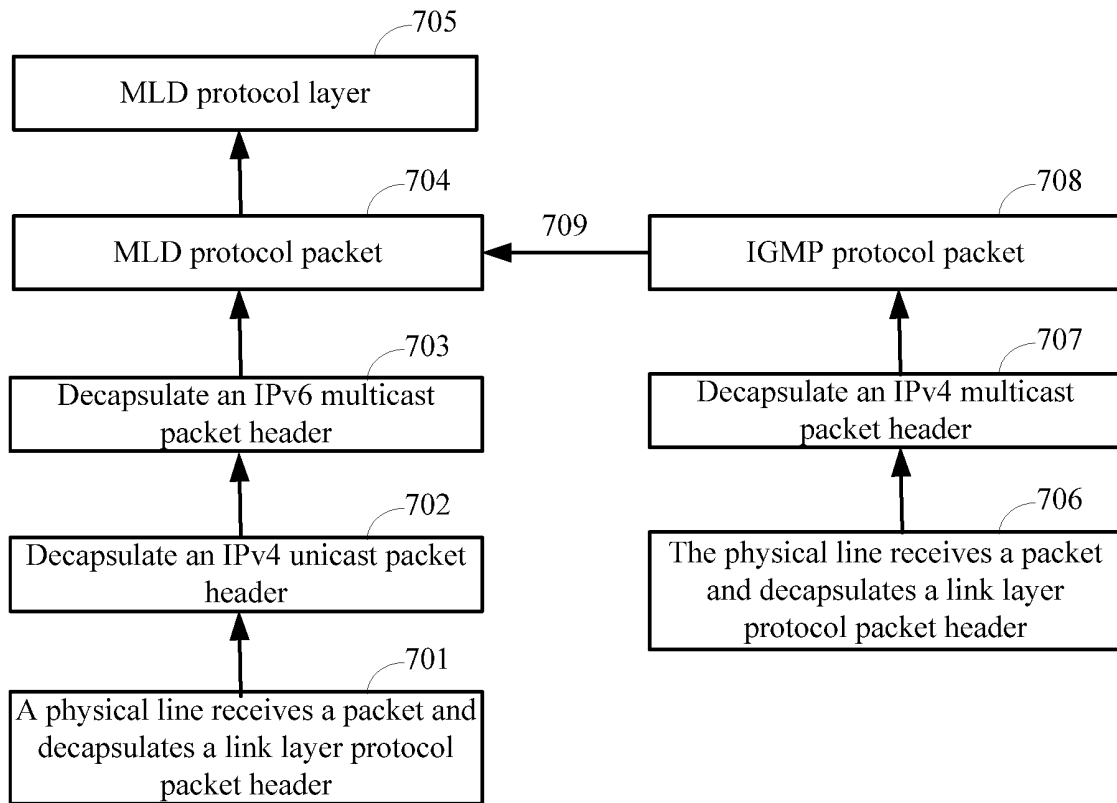 705
MLD protocol layer
704
MLD protocol packet
709
708
IGMP protocol packet
703
Decapsulate an IPv6 multicast
packet header
707
Decapsulate an IPv4 multicast
packet header
702
Decapsulate an IPv4 unicast packet
header
706
The physical line receives a packet
and decapsulates a link layer
protocol packet header
701
A physical line receives a packet and
decapsulates a link layer protocol
packet header